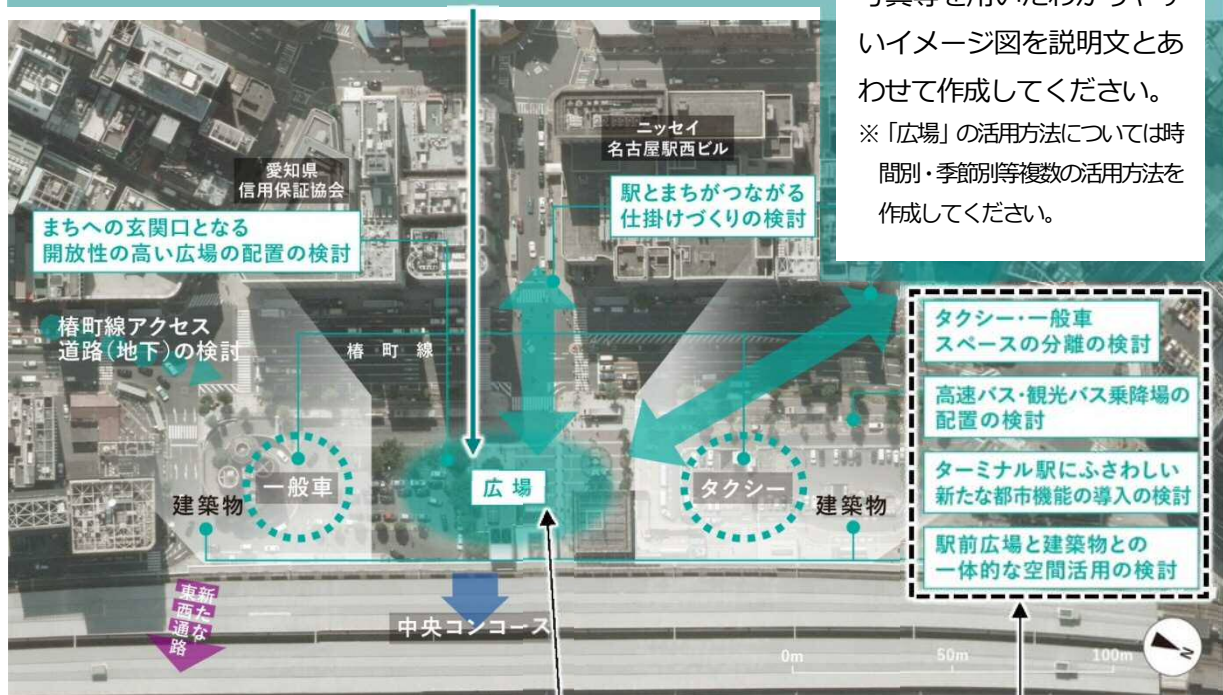 いイメージ図を説明文とあ
わせて作成してください。
※「広場」の活用方法については時
間別・季節別等複数の活用方法を
作成してください。
ニッセイ
名古屋駅西ビル
愛知県
信用保証協会
駅とまちがつながる
仕掛けづくりの検討
まちへの玄関口となる
開放性の高い広場の配置の検討
椿町線アクセス
道路(地下)の検討
椿町線
タクシー・一般車
スペースの分離の検討
高速バス・観光バス乗降場の
配置の検討
ターミナル駅にふさわしい
新たな都市機能の導入の検討
駅前広場と建築物との
一体的な空間活用の検討
一般車
広場
タクシー
建築物
建築物
新たな
東西通路
中央コンコース
0m
50m
100m
N